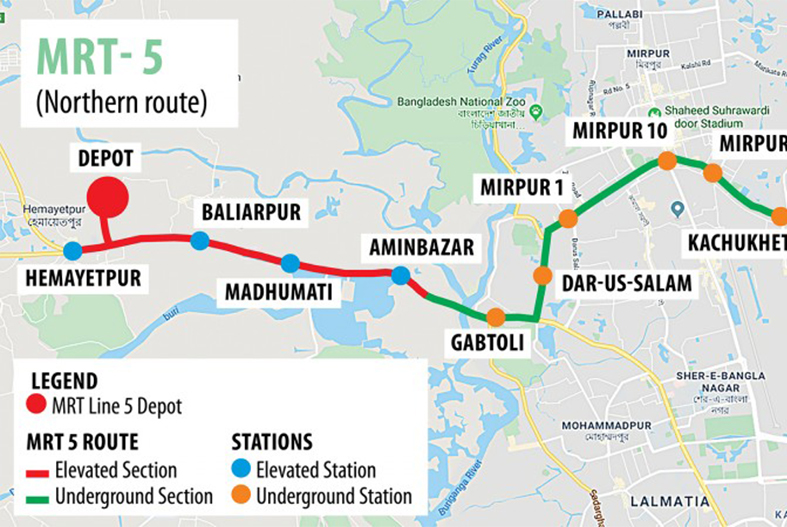 MRT- 5
(Northern route)
PALLABI
পল্লবী
MIRPUR
মিরপুর
Kalshi Rd
Rd No. 5
Turag River
Bangladesh National Zoo
বাংলাদেশ জাতীয়
চিড়িয়াখানা...
Shaheed Suhrawardi
door Stadium
MIRPUR 10
MIRPUR
DEPOT
MIRPUR 1
Hemayetpur
হেমায়েতপুর
BALIARPUR
AMINBAZAR
KACHUKHET
HEMAYETPUR
MADHUMATI
DAR-US-SALAM
buri
GABTOLI
SHER-E-BANGLA
NAGAR
শের-এ-বাংলা
নগর
MOHAMMADPUR
মোহাম্মদপুর
Buriganga River
LALMATIA
LEGEND
MRT Line 5 Depot
MRT 5 ROUTE
Elevated Section
Underground Section
STATIONS
Elevated Station
Underground Station